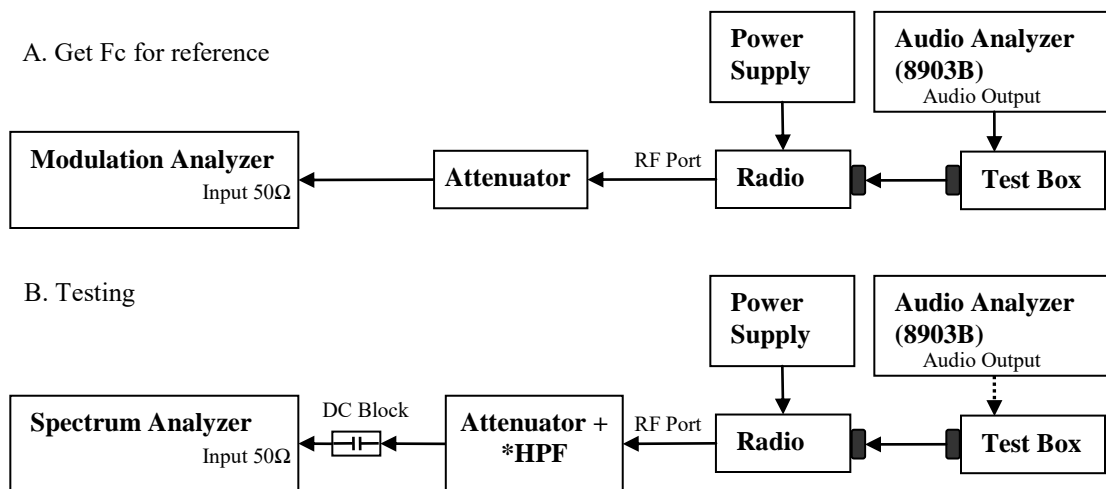 A. Get Fc for reference
Power
Supply
Audio Analyzer
(8903B)
Audio Output
Modulation Analyzer
Input 50Ω
Attenuator
RF Port
Radio
Test Box
B. Testing
Power
Supply
Audio Analyzer
(8903B)
Audio Output
Spectrum Analyzer
Input 50Ω
DC Block
Attenuator +
*HPF
RF Port
Radio
Test Box